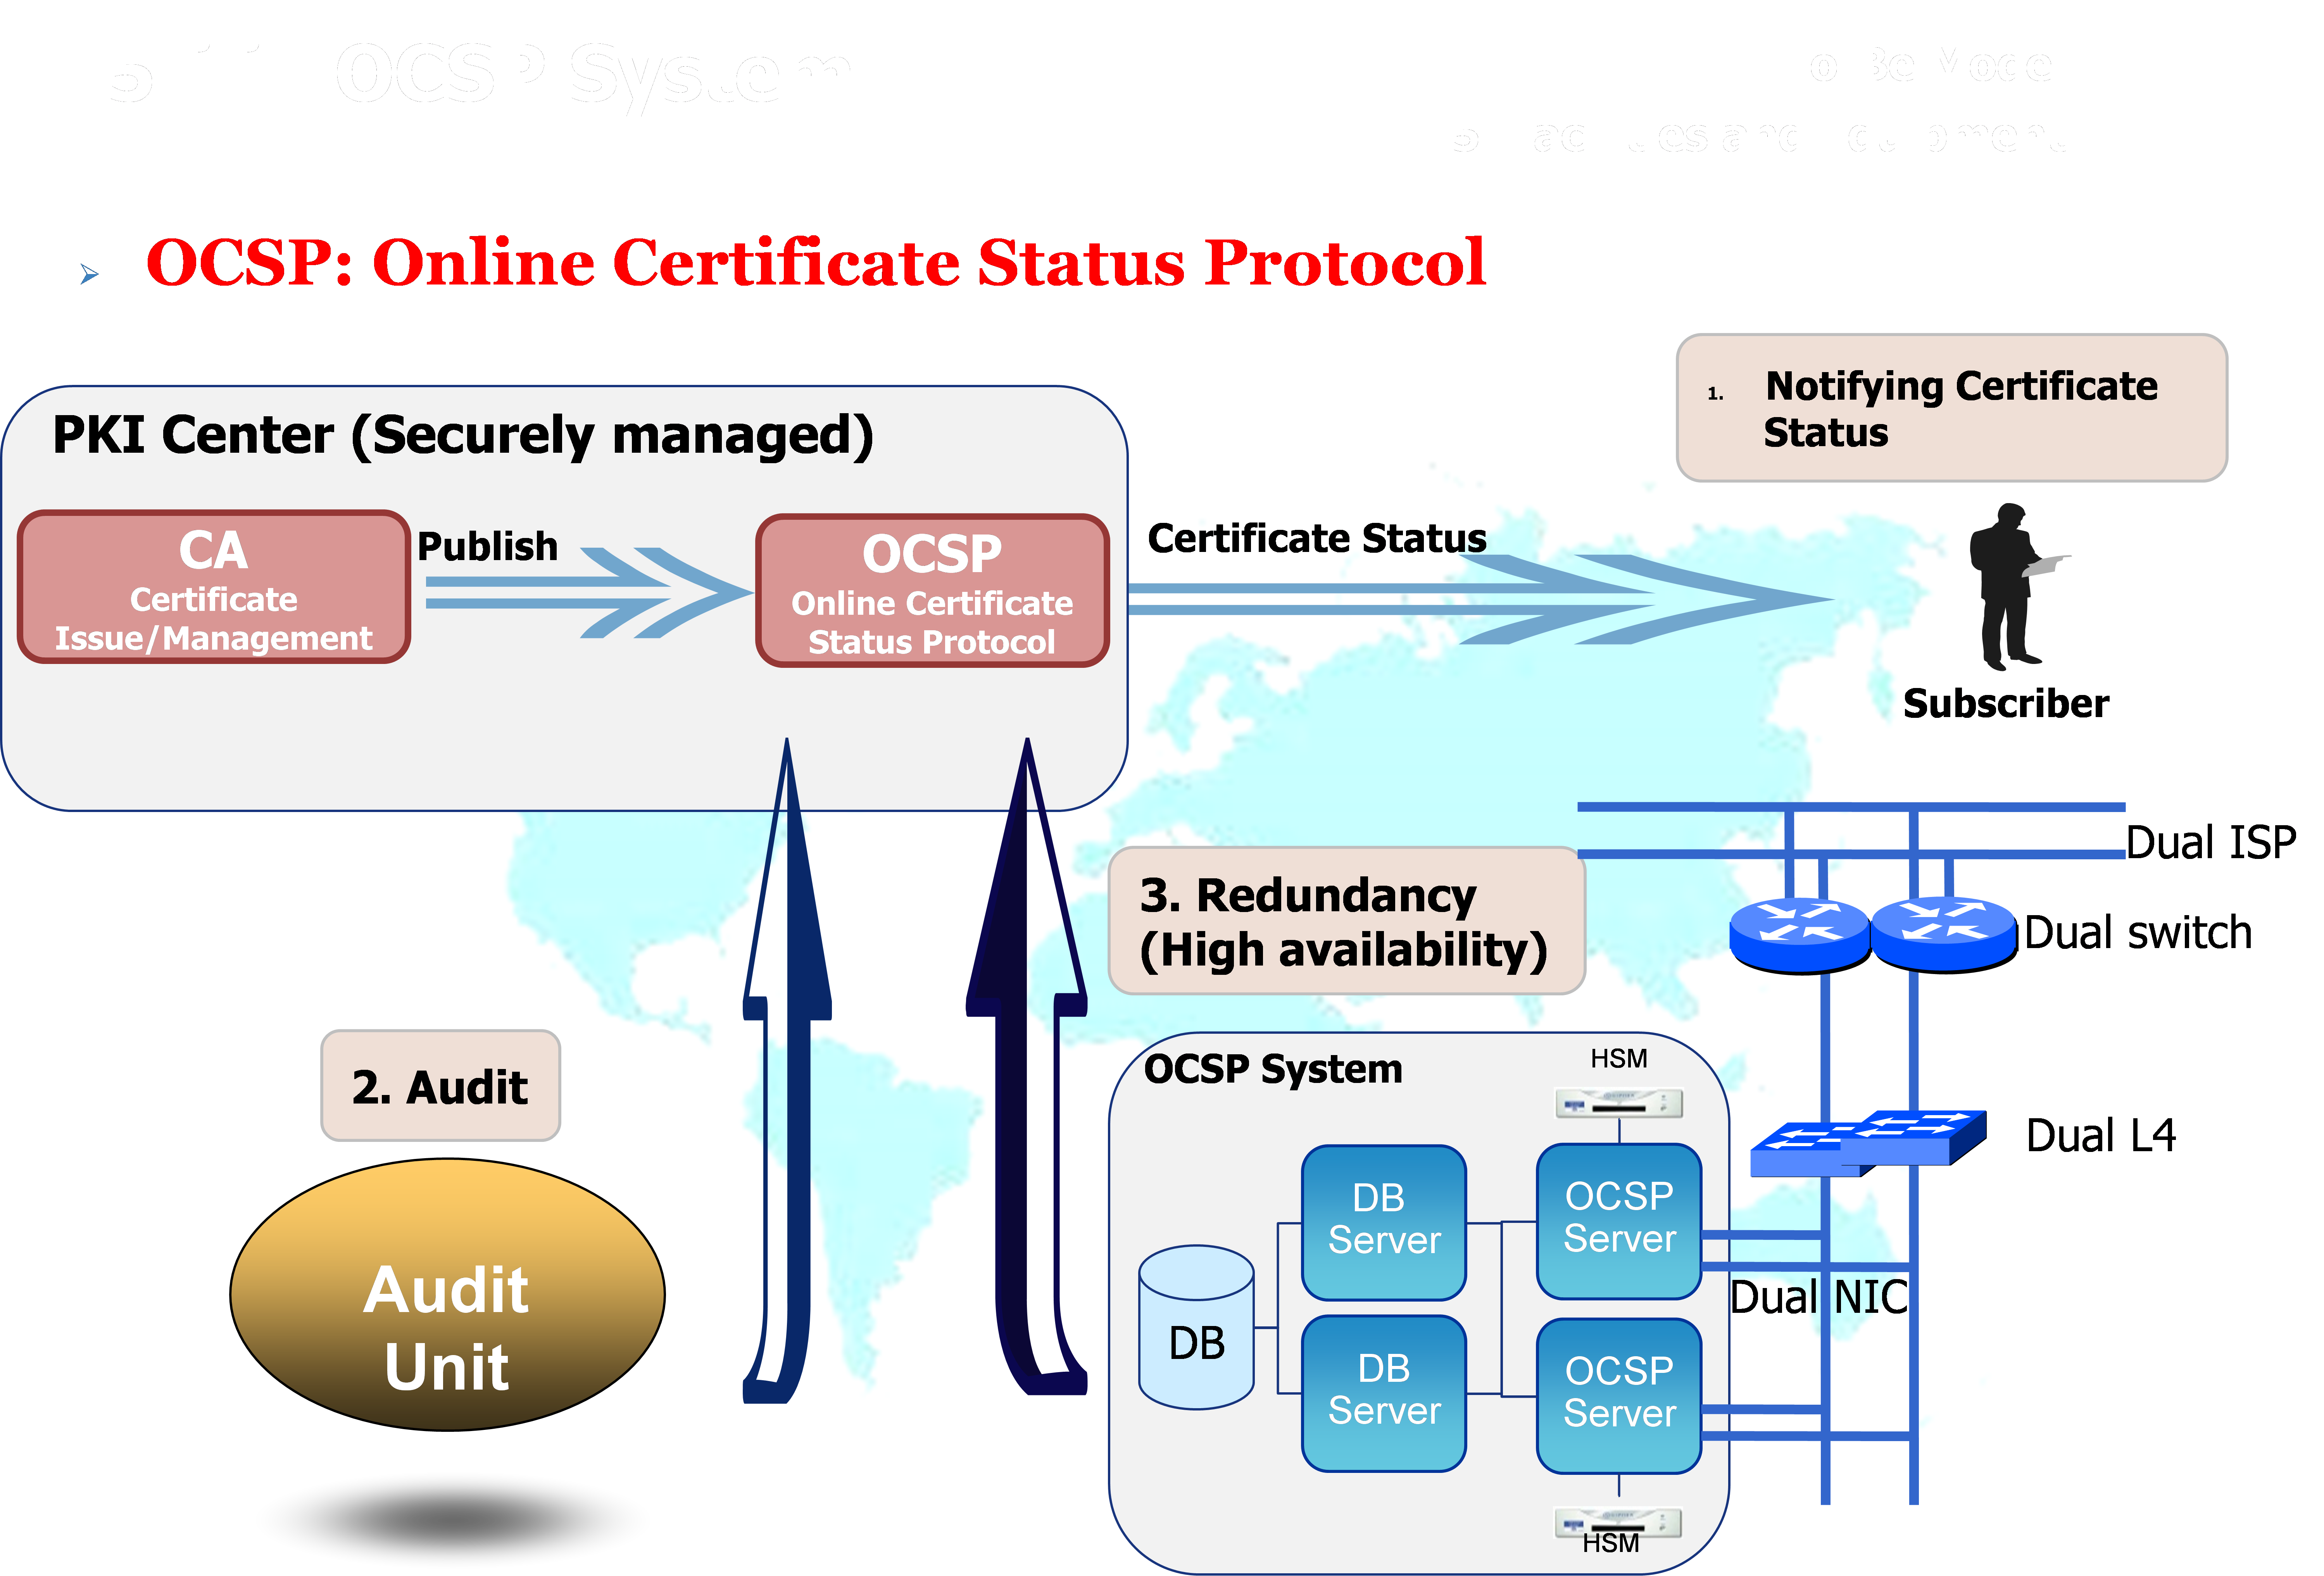 OCSP System
OCSP: Online Certificate Status Protocol
1. Notifying Certificate
Status
PKI Center (Securely managed)
CA
Certificate
Issue/Management
Publish
OCSP
Online Certificate
Status Protocol
Certificate Status
Subscriber
Dual ISP
3. Redundancy
(High availability)
Dual switch
2. Audit
Audit
Unit
OCSP System
HSM
Dual L4
DB
Server
OCSP
Server
DB
Dual NIC
DB
Server
OCSP
Server
HSM